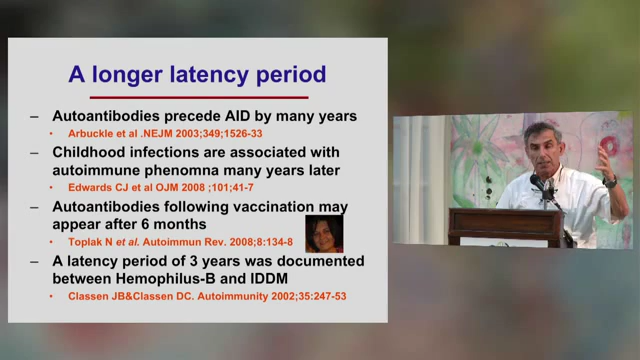 A longer latency period
– Autoantibodies precede AID by many years
• Arbuckle et al .NEJM 2003;349:1526-33
– Childhood infections are associated with
autoimmune phenomna many years later
• Edwards CJ et al OJM 2008 ;101;41-7
– Autoantibodies following vaccination may
appear after 6 months
• Toplak N et al. Autoimmun Rev. 2008;8:134-8
– A latency period of 3 years was documented
between Hemophilus-B and IDDM
• Classen JB&Classen DC. Autoimmunity 2002;35:247-53